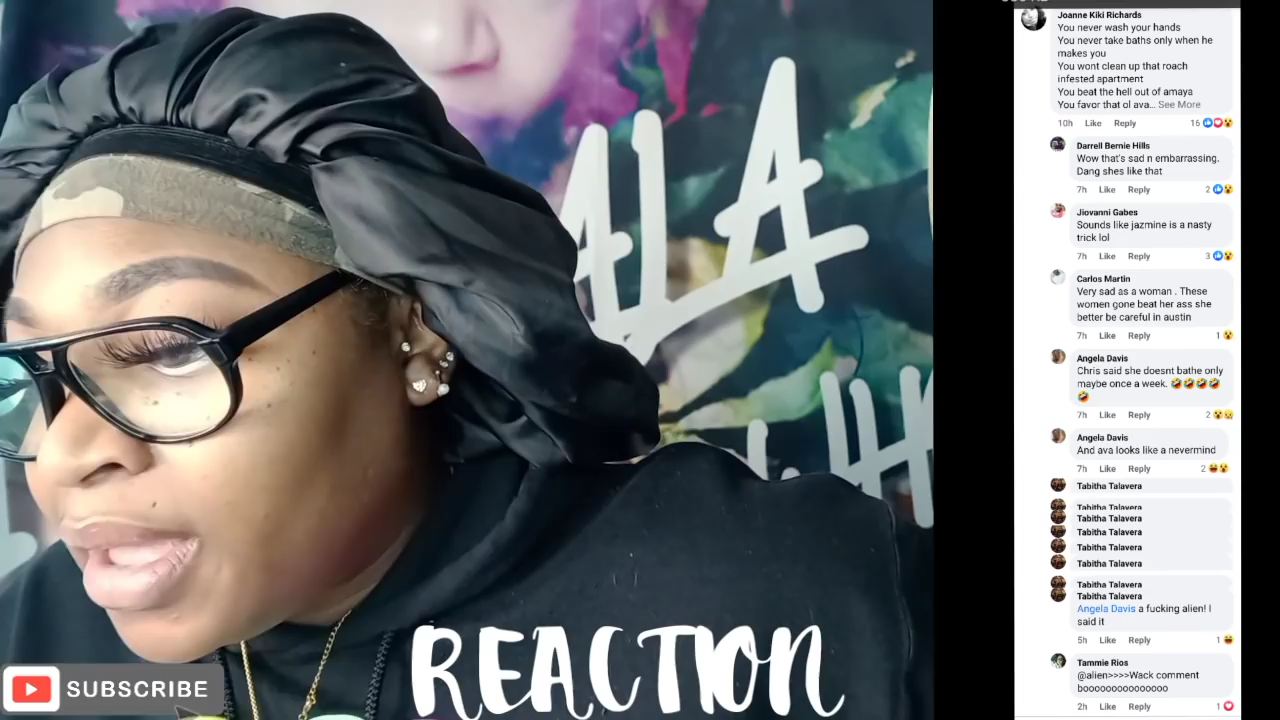 ALA
REACTION
SUBSCRIBE
Joanne Kiki Richards
You never wash your hands
You never take baths only when he
makes you
You wont clean up that roach
infested apartment
You beat the hell out of amaya
You favor that ol ava... See More
10h Like Reply 16
Darrell Bernie Hills
Wow that's sad n embarrassing.
Dang shes like that
7h Like Reply 2
Jiovanni Gabes
Sounds like jazmine is a nasty
trick lol
7h Like Reply 3
Carlos Martin
Very sad as a woman . These
women gone beat her ass she
better be careful in austin
7h Like Reply 1
Angela Davis
Chris said she doesnt bathe only
maybe once a week. 🤣🤣🤣🤣
🤣
7h Like Reply 2
Angela Davis
And ava looks like a nevermind
7h Like Reply 2
Tabitha Talavera
Tabitha Talavera
Tabitha Talavera
Tabitha Talavera
Tabitha Talavera
Tabitha Talavera
Tabitha Talavera
Tabitha Talavera
Angela Davis a fucking alien! I
said it
5h Like Reply 1
Tammie Rios
@alien>>>>Wack comment
booooooooooooooo
2h Like Reply 1